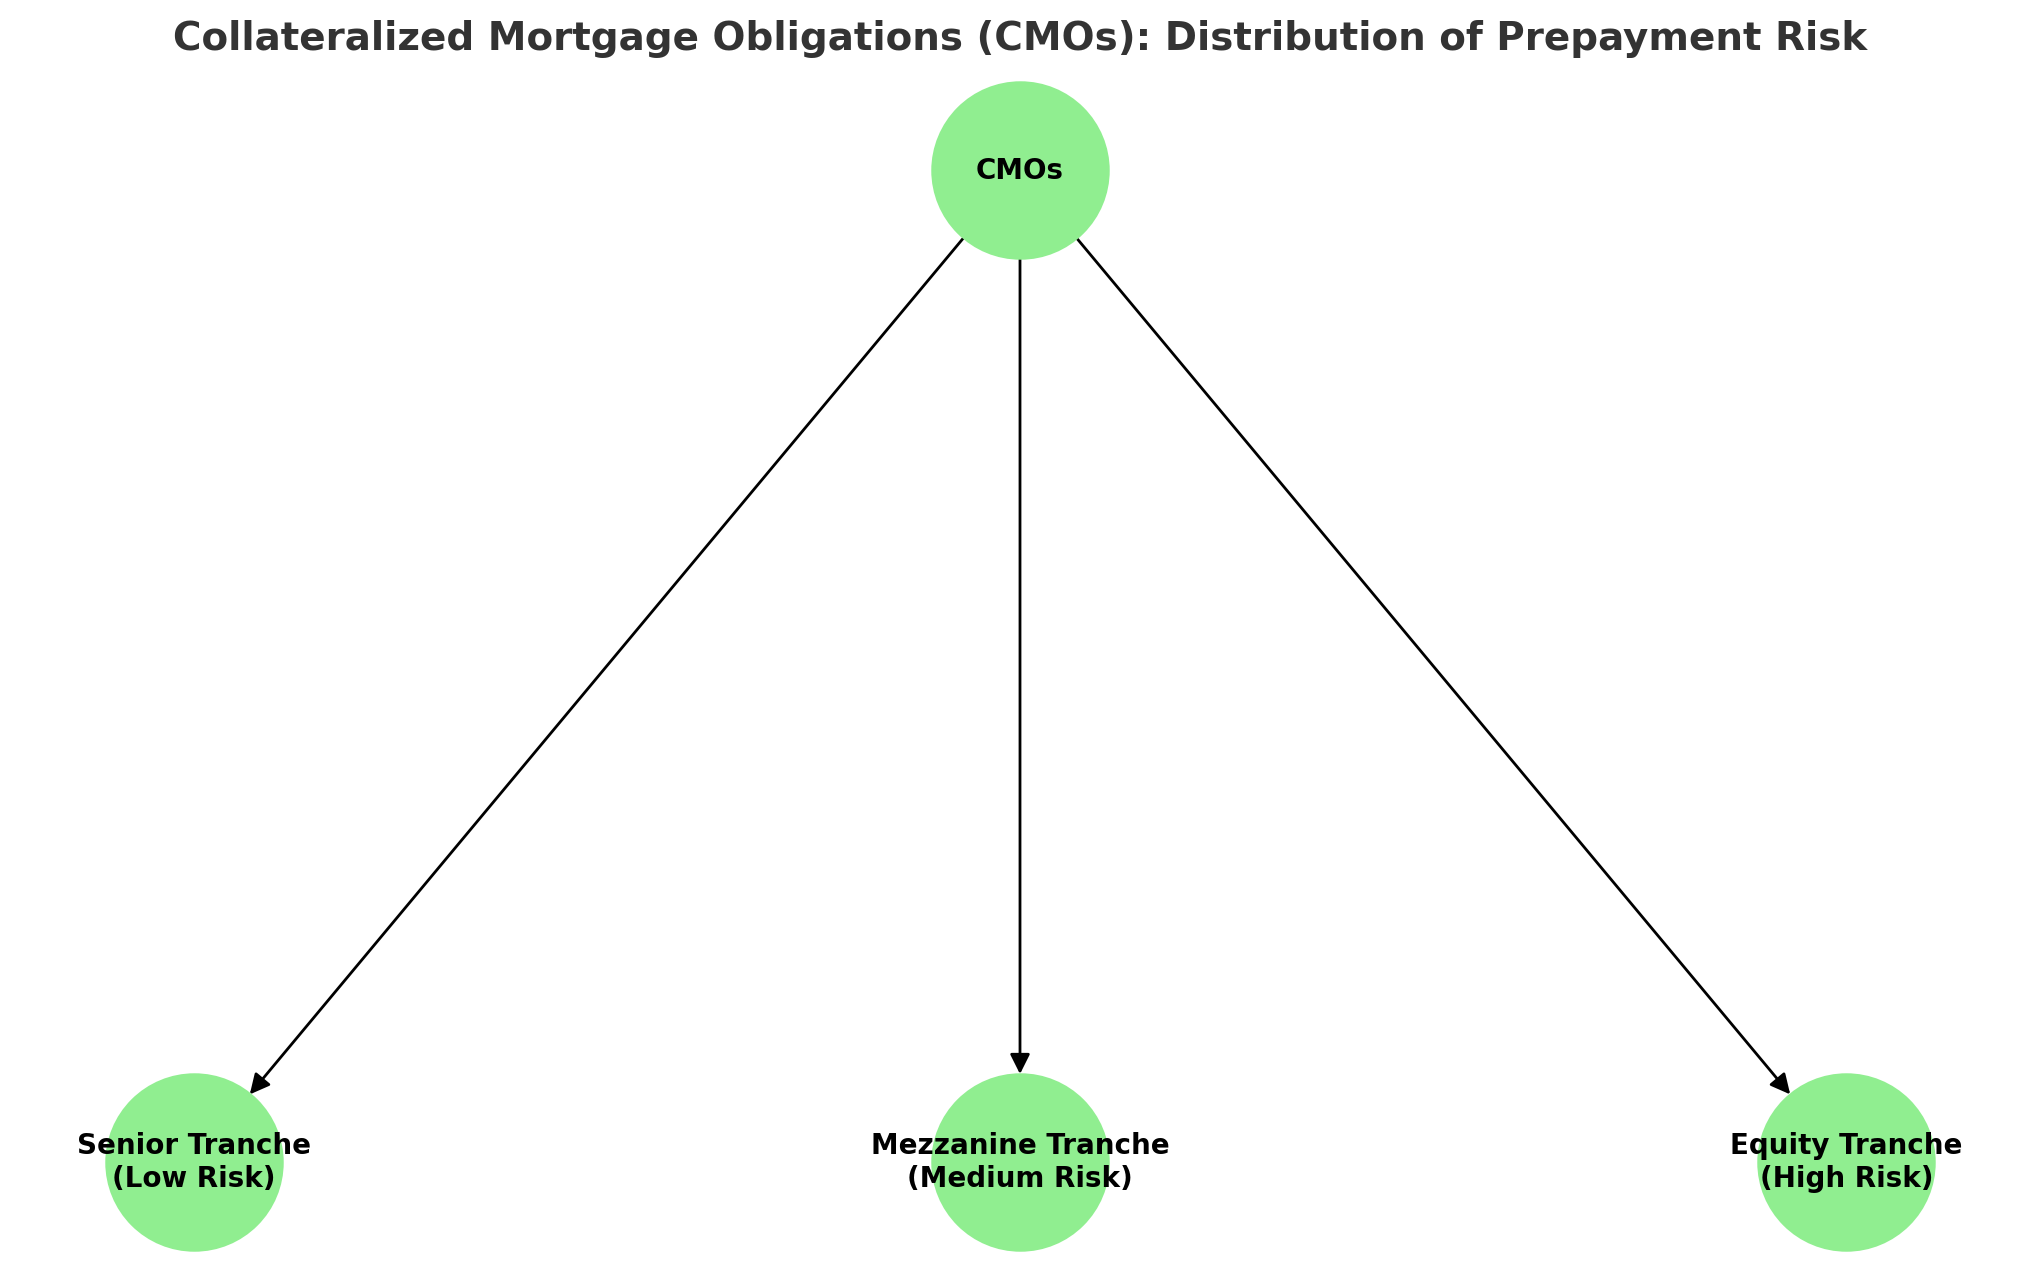 Collateralized Mortgage Obligations (CMOs): Distribution of Prepayment Risk
CMOs
Senior Tranche
(Low Risk)
Mezzanine Tranche
(Medium Risk)
Equity Tranche
(High Risk)